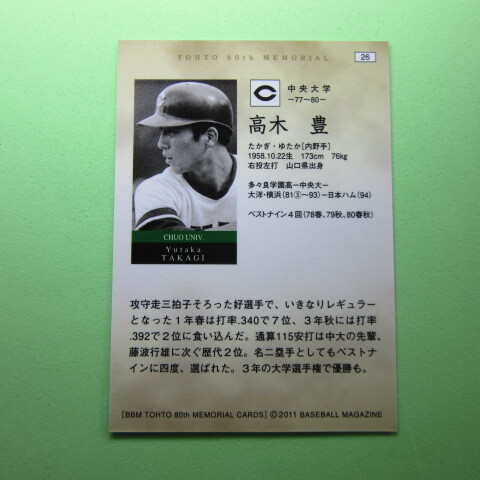 TOHTO 80th MEMORIAL
26
C
中央大学
−77〜80−
高木 豊
たかぎ・ゆたか[内野手]
1958.10.22生 173cm 76kg
右投左打 山口県出身
多々良学園高−中央大−
大洋・横浜(81③〜93)−日本ハム(94)
ベストナイン4回(78春、79秋、80春秋)
CHUO UNIV.
Yutaka
TAKAGI
攻守走三拍子そろった好選手で、いきなりレギュラー
となった1年春は打率.340で7位、3年秋には打率
.392で2位に食い込んだ。通算115安打は中大の先輩、
藤波行雄に次ぐ歴代2位。名二塁手としてもベストナ
インに四度、選ばれた。3年の大学選手権で優勝も。
[BBM TOHTO 80th MEMORIAL CARDS] ©2011 BASEBALL MAGAZINE